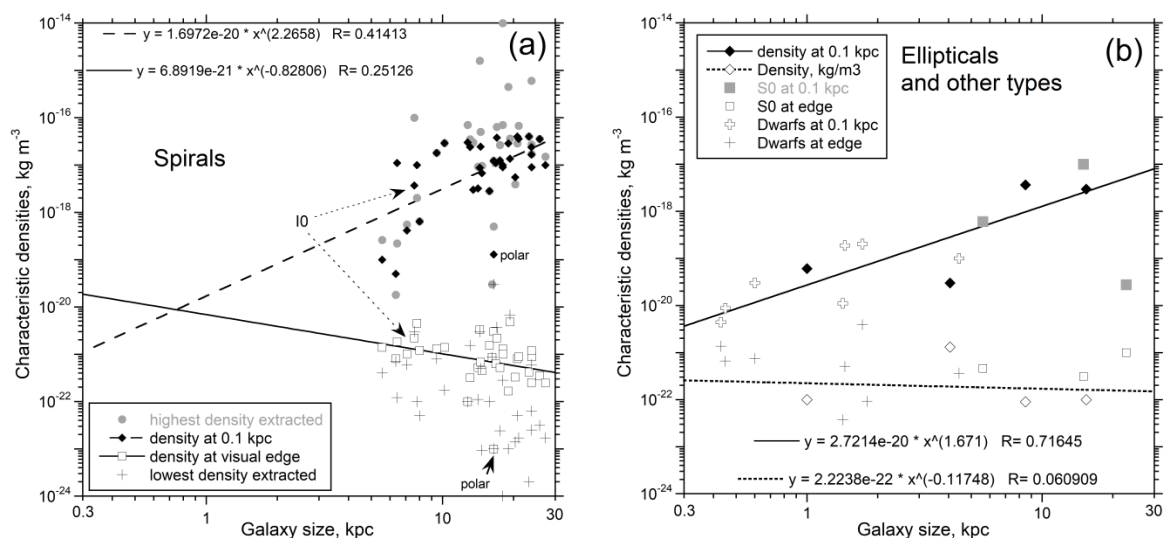 (a)
y = 1.6972e-20 * x^(2.2658) R= 0.41413
y = 6.8919e-21 * x^(-0.82806) R= 0.25126
Spirals
I0
polar
polar
highest density extracted
density at 0.1 kpc
density at visual edge
lowest density extracted
Characteristic densities, kg m-3
10-14
10-16
10-18
10-20
10-22
10-24
0.3
1
10
30
Galaxy size, kpc
(b)
density at 0.1 kpc
Density, kg/m3
S0 at 0.1 kpc
S0 at edge
Dwarfs at 0.1 kpc
Dwarfs at edge
Ellipticals
and other types
y = 2.7214e-20 * x^(1.671) R= 0.71645
y = 2.2238e-22 * x^(-0.11748) R= 0.060909
Characteristic densities, kg m-3
10-14
10-16
10-18
10-20
10-22
10-24
0.3
1
10
30
Galaxy size, kpc